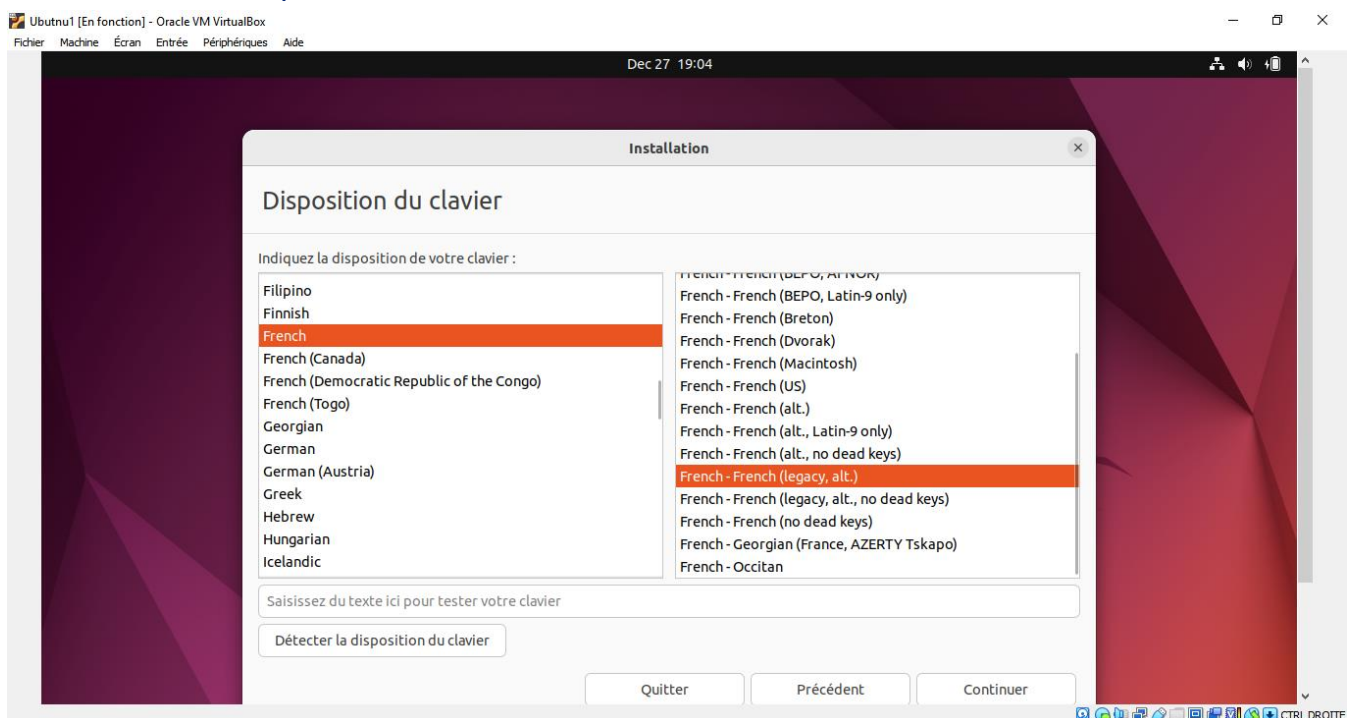 Ubutnu1 [En fonction] - Oracle VM VirtualBox
Fichier Machine Écran Entrée Périphériques Aide
Dec 27 19:04
Installation
Disposition du clavier
Indiquez la disposition de votre clavier :
Filipino
Finnish
French
French (Canada)
French (Democratic Republic of the Congo)
French (Togo)
Georgian
German
German (Austria)
Greek
Hebrew
Hungarian
Icelandic
French - French (BEPO, AFNOR)
French - French (BEPO, Latin-9 only)
French - French (Breton)
French - French (Dvorak)
French - French (Macintosh)
French - French (US)
French - French (alt.)
French - French (alt., Latin-9 only)
French - French (alt., no dead keys)
French - French (legacy, alt.)
French - French (legacy, alt., no dead keys)
French - French (no dead keys)
French - Georgian (France, AZERTY Tskapo)
French - Occitan
Saisissez du texte ici pour tester votre clavier
Détecter la disposition du clavier
Quitter Précédent Continuer
CTRL DROITE